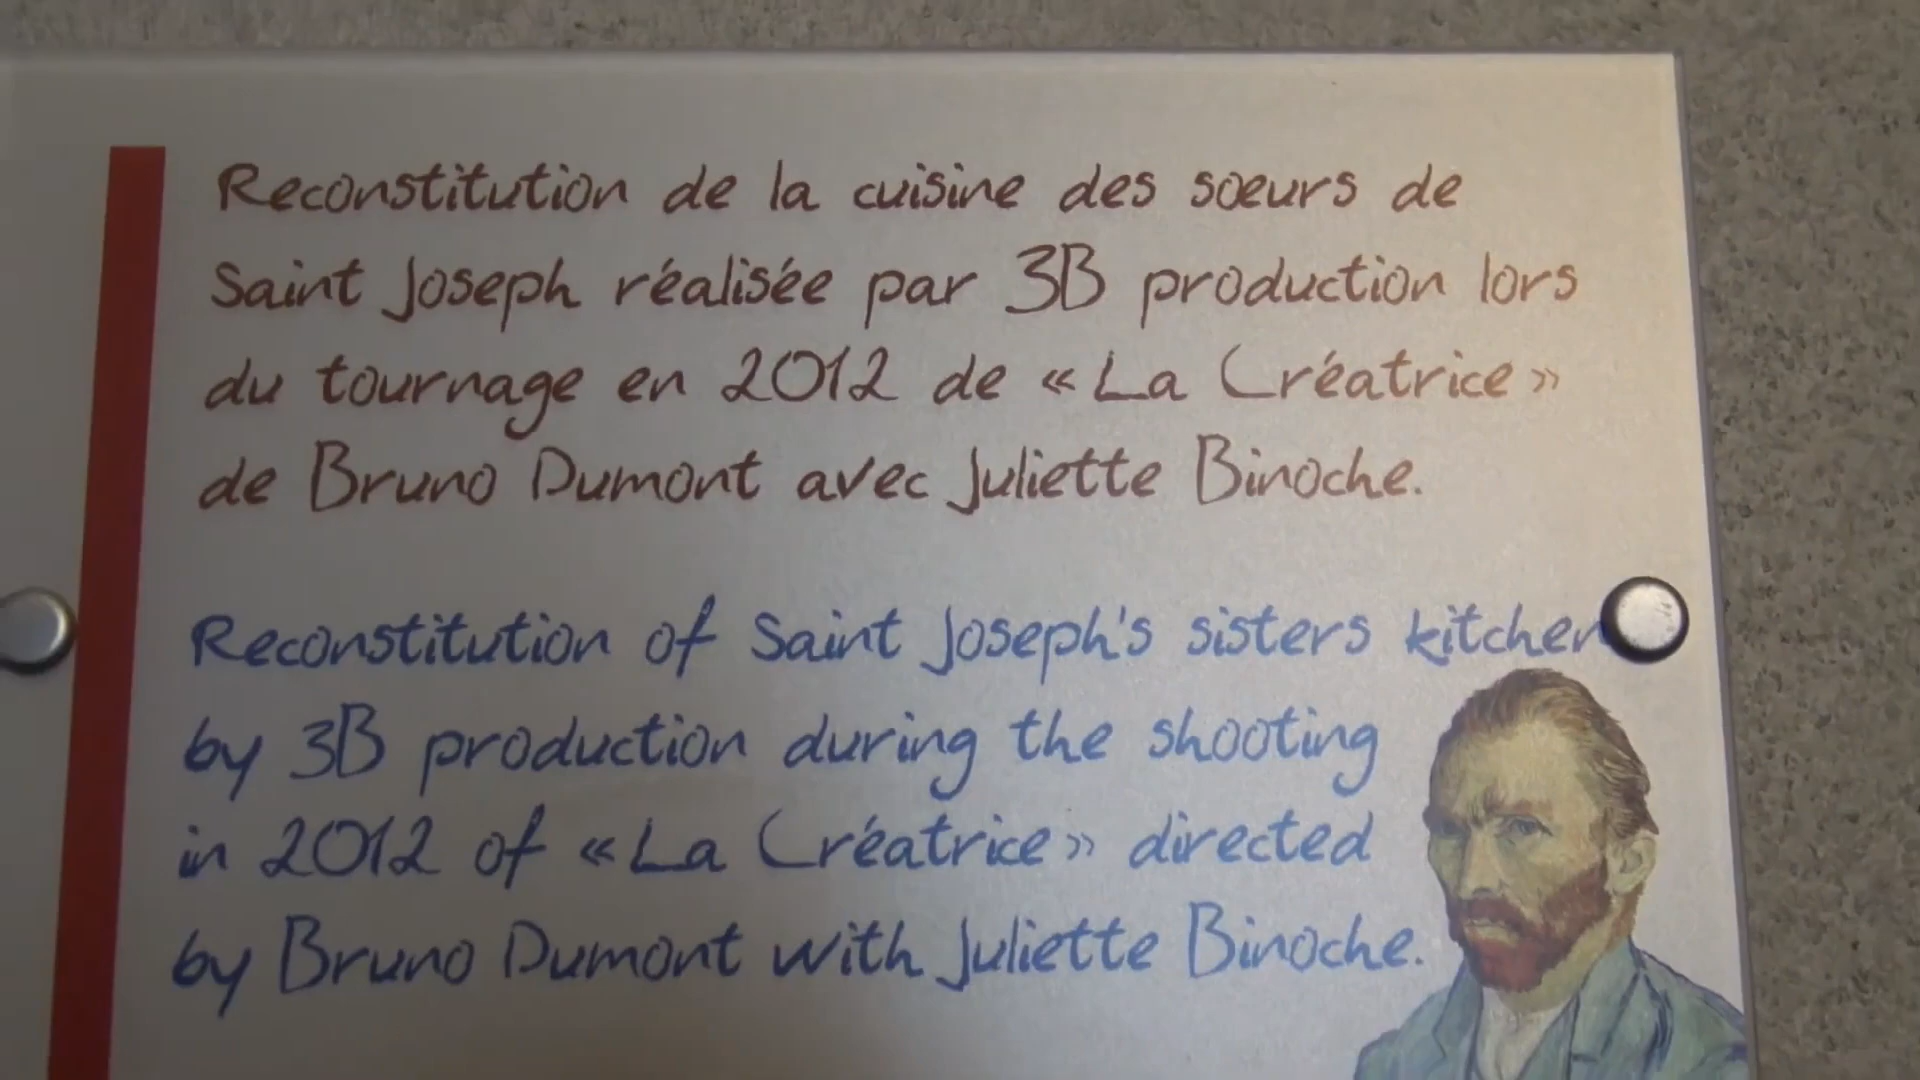 Reconstitution de la cuisine des sœurs de
Saint Joseph réalisée par 3B production lors
du tournage en 2012 de « La Créatrice »
de Bruno Dumont avec Juliette Binoche.
Reconstitution of Saint Joseph's sisters kitchen
by 3B production during the shooting
in 2012 of « La Créatrice » directed
by Bruno Dumont with Juliette Binoche.